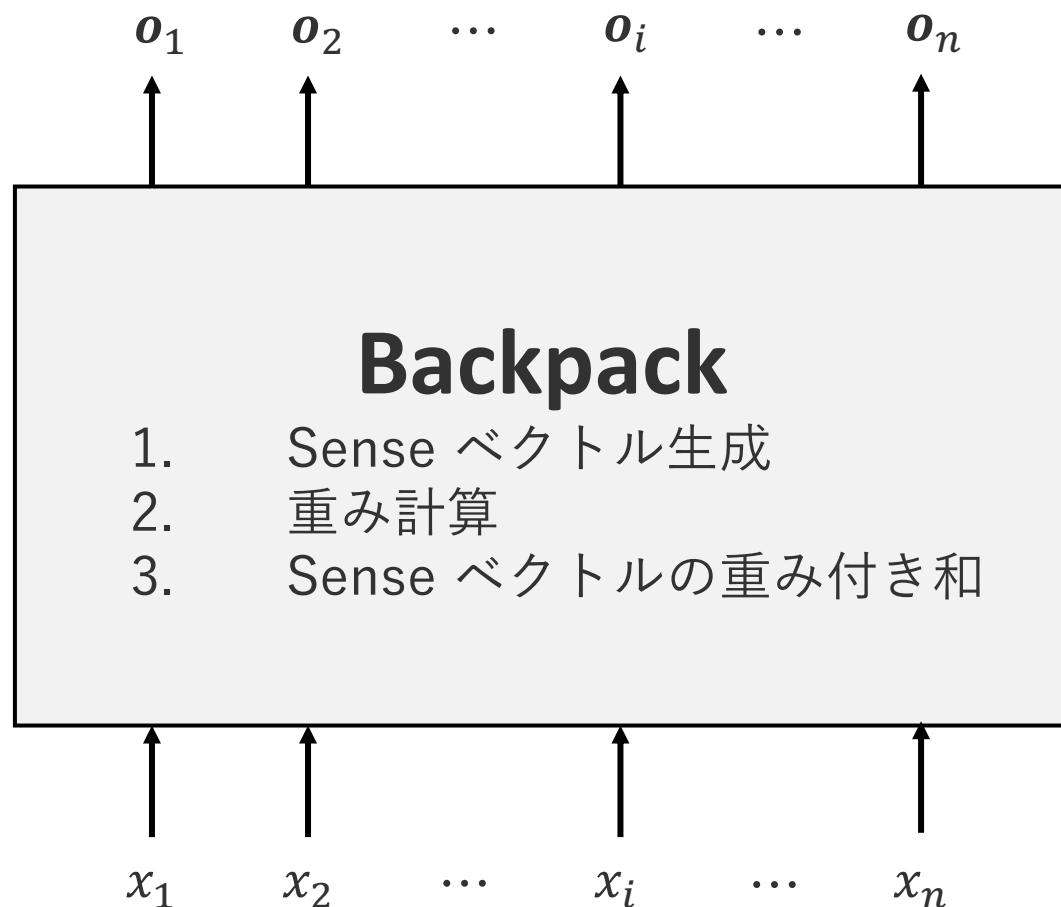 o₁ o₂ … oᵢ … oₙ
Backpack
1. Sense ベクトル生成
2. 重み計算
3. Sense ベクトルの重み付き和
x₁ x₂ … xᵢ … xₙ